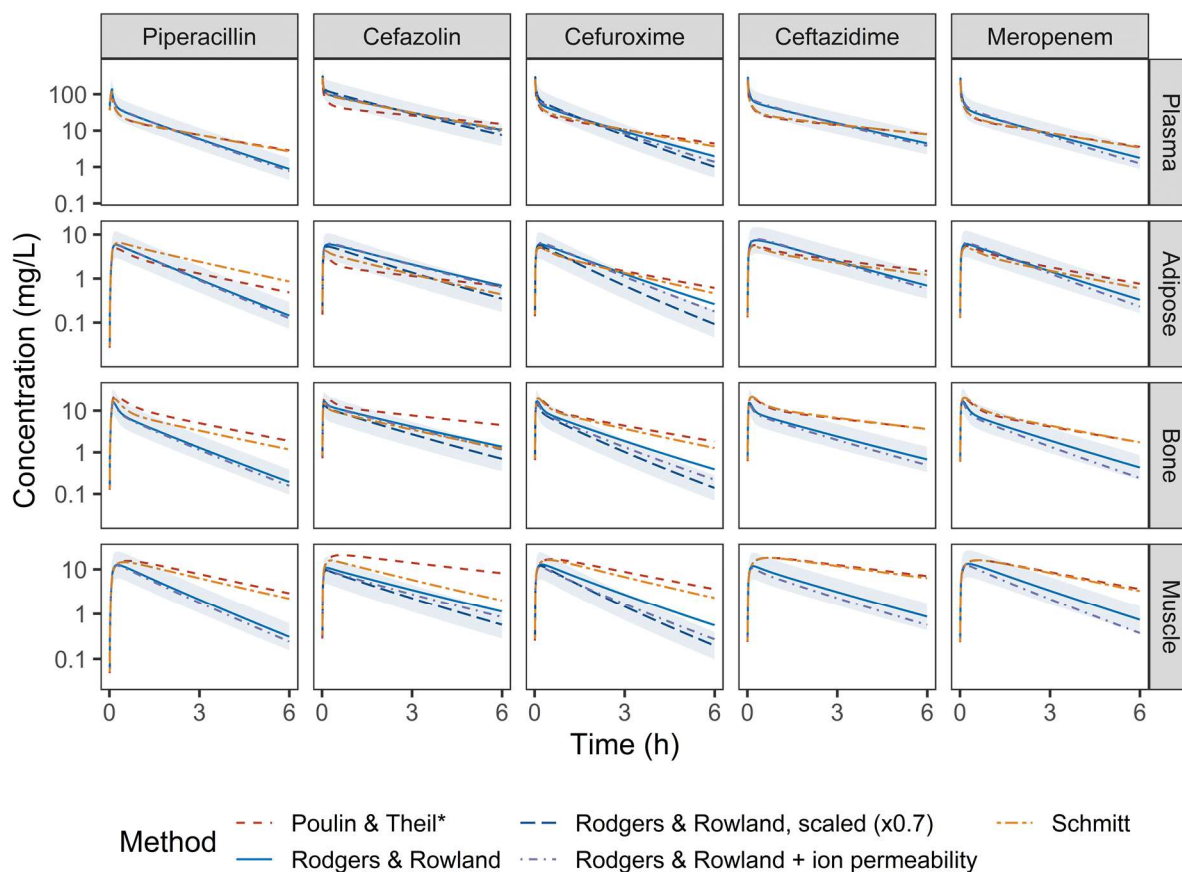 Piperacillin Cefazolin Cefuroxime Ceftazidime Meropenem
Concentration (mg/L)
100
10
1
0.1
Plasma
10
1
0.1
Adipose
10
1
0.1
Bone
10
1
0.1
Muscle
0 3 6 0 3 6 0 3 6 0 3 6 0 3 6
Time (h)
Method
Poulin & Theil* Rodgers & Rowland, scaled (x0.7) Schmitt
Rodgers & Rowland Rodgers & Rowland + ion permeability